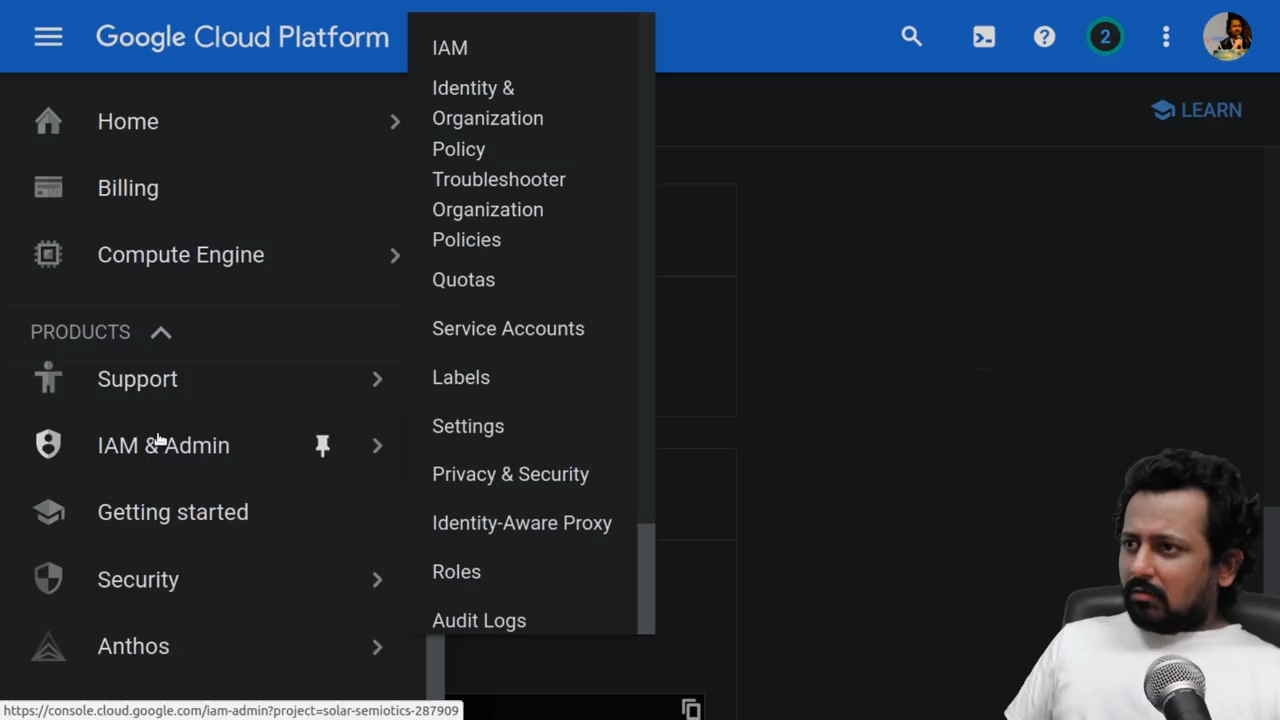 Google Cloud Platform
2
LEARN
Home
Billing
Compute Engine
PRODUCTS
Support
IAM & Admin
Getting started
Security
Anthos
IAM
Identity &
Organization
Policy
Troubleshooter
Organization
Policies
Quotas
Service Accounts
Labels
Settings
Privacy & Security
Identity-Aware Proxy
Roles
Audit Logs
https://console.cloud.google.com/iam-admin?project=solar-semiotics-287909